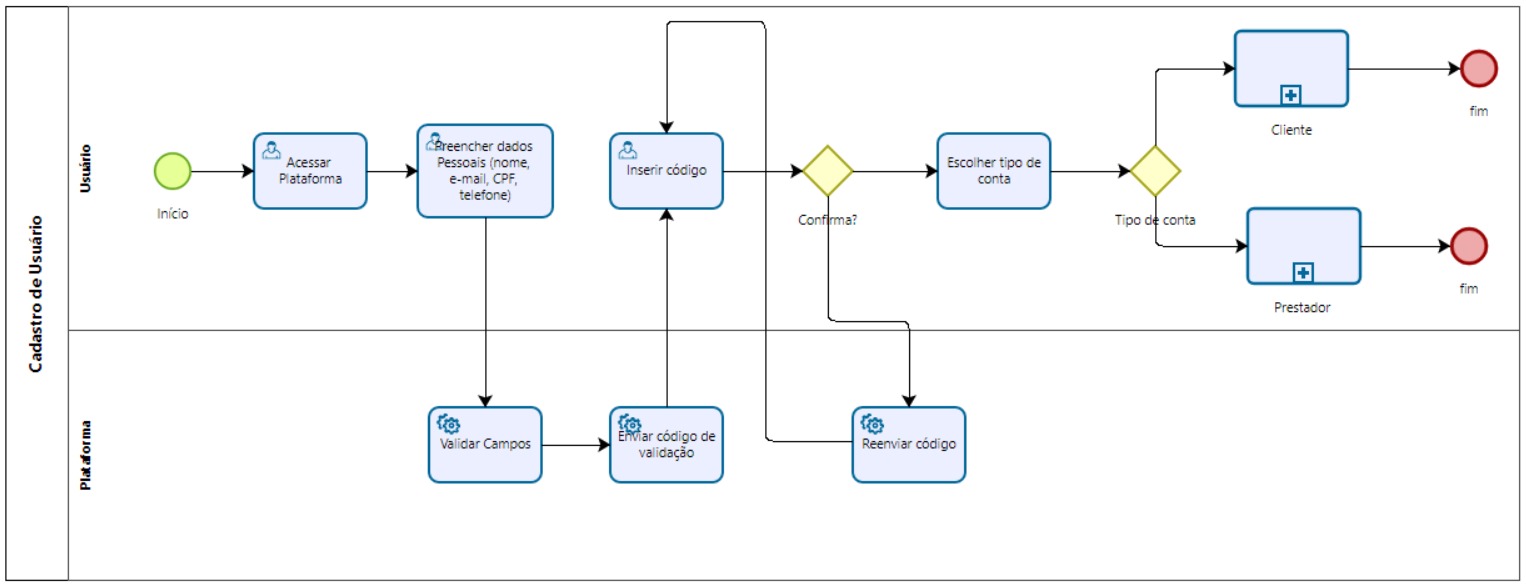 Cadastro de Usuário
Usuário
Início
Acessar
Plataforma
Preencher dados
Pessoais (nome,
e-mail, CPF,
telefone)
Inserir código
Confirma?
Escolher tipo de
conta
Tipo de conta
Cliente
fim
Prestador
fim
Plataforma
Validar Campos
Enviar código de
validação
Reenviar código